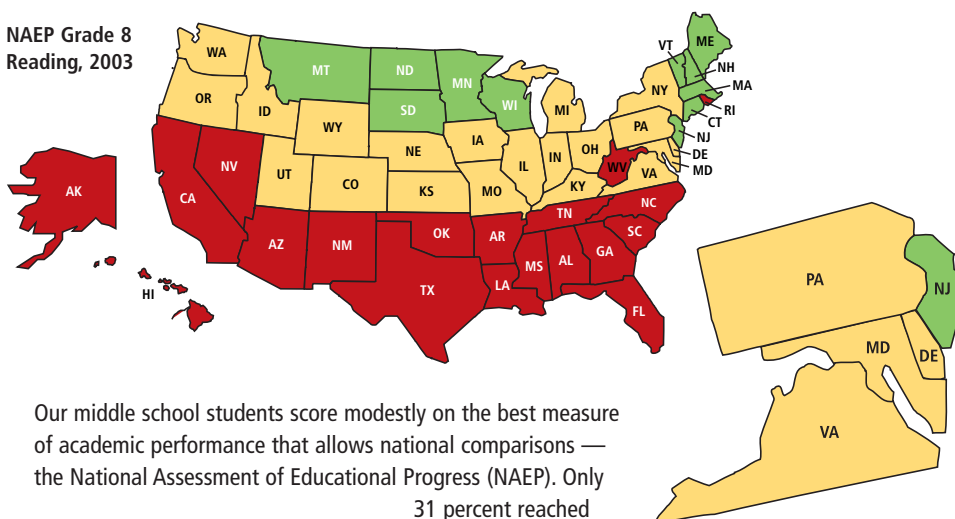 NAEP Grade 8
Reading, 2003
WA
OR
ID
MT
ND
MN
SD
WI
WY
NE
IA
UT
CO
KS
MO
IL
IN
MI
OH
KY
PA
NY
VT
ME
NH
MA
RI
CT
NJ
DE
MD
VA
WV
NC
TN
SC
GA
AL
MS
AR
LA
OK
TX
FL
NM
AZ
NV
CA
AK
HI
PA
NJ
MD
DE
VA
Our middle school students score modestly on the best measure
of academic performance that allows national comparisons —
the National Assessment of Educational Progress (NAEP). Only
31 percent reached